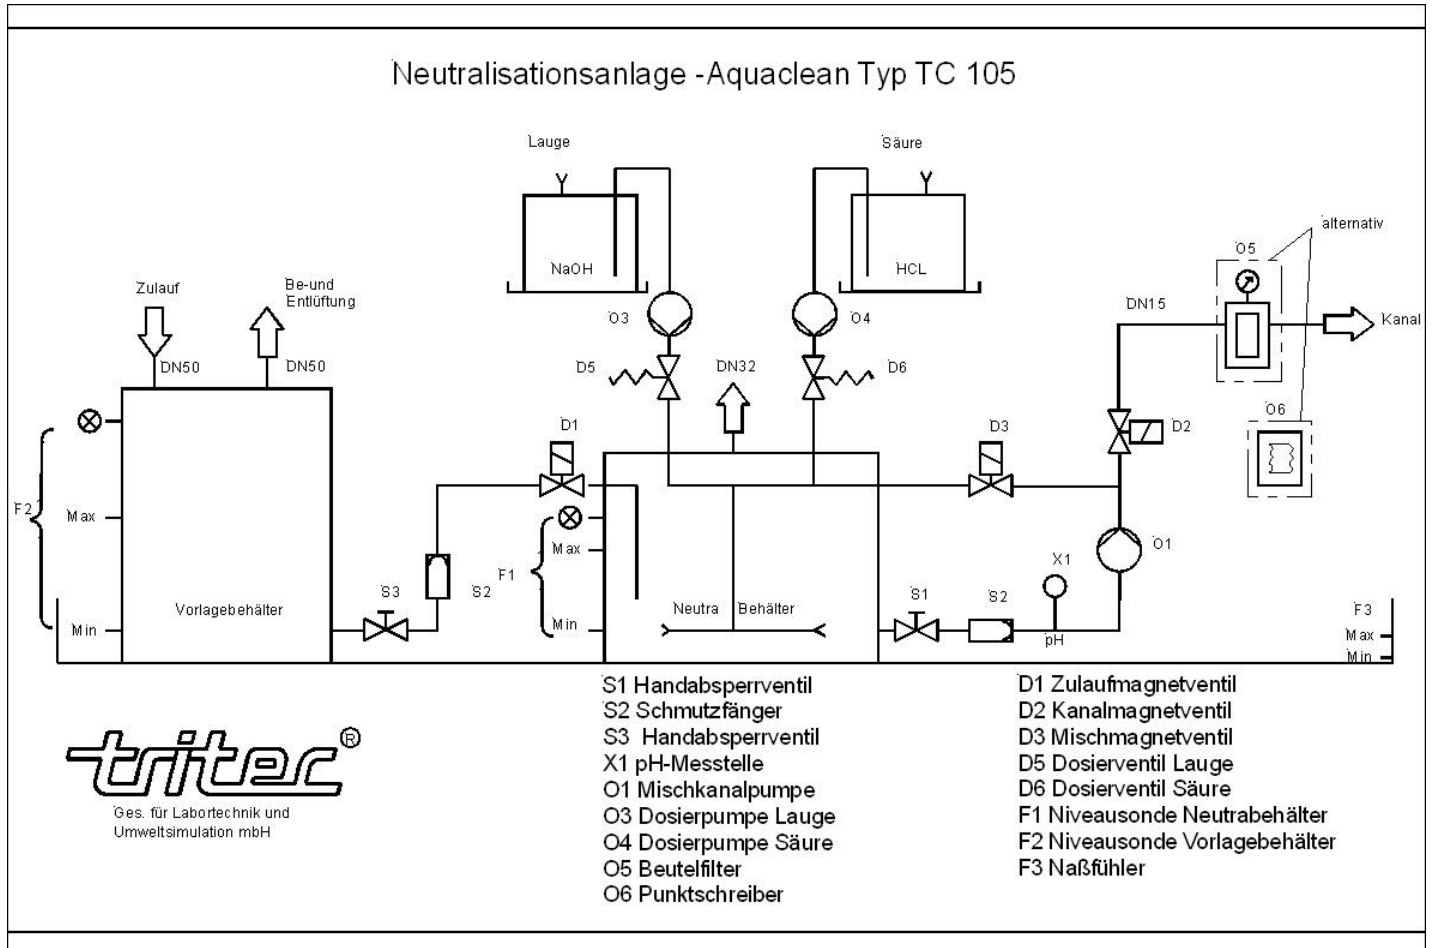 Neutralisationsanlage -Aquaclean Typ TC 105
Lauge
Säure
alternativ
O5
NaOH
HCL
Zulauf
Be-und
Entlüftung
DN15
O3
O4
Kanal
DN50
DN50
D5
DN32
D6
O6
D1
D3
D2
F2
Max
Max
O1
F1
X1
S3
S2
S1
S2
Vorlagebehälter
Neutra Behälter
F3
Min
Min
pH
Max
Min
S1 Handabsperrventil
S2 Schmutzfänger
S3 Handabsperrventil
X1 pH-Messtelle
O1 Mischkanalpumpe
O3 Dosierpumpe Lauge
O4 Dosierpumpe Säure
O5 Beutelfilter
O6 Punktschreiber
D1 Zulaufmagnetventil
D2 Kanalmagnetventil
D3 Mischmagnetventil
D5 Dosierventil Lauge
D6 Dosierventil Säure
F1 Niveausonde Neutrabehälter
F2 Niveausonde Vorlagebehälter
F3 Naßfühler
tritec ®
Ges. für Labortechnik und
Umweltsimulation mbH